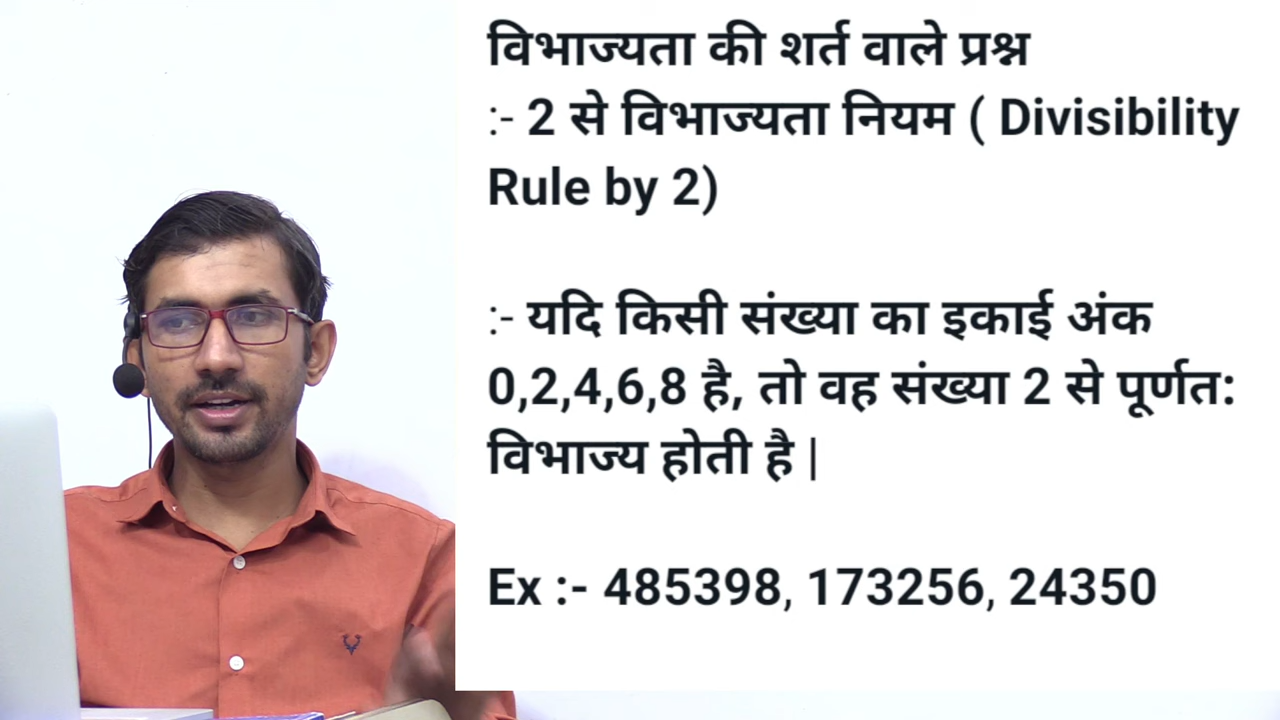 विभाज्यता की शर्त वाले प्रश्न
:- 2 से विभाज्यता नियम ( Divisibility
Rule by 2)
:- यदि किसी संख्या का इकाई अंक
0,2,4,6,8 है, तो वह संख्या 2 से पूर्णत:
विभाज्य होती है |
Ex :- 485398, 173256, 24350